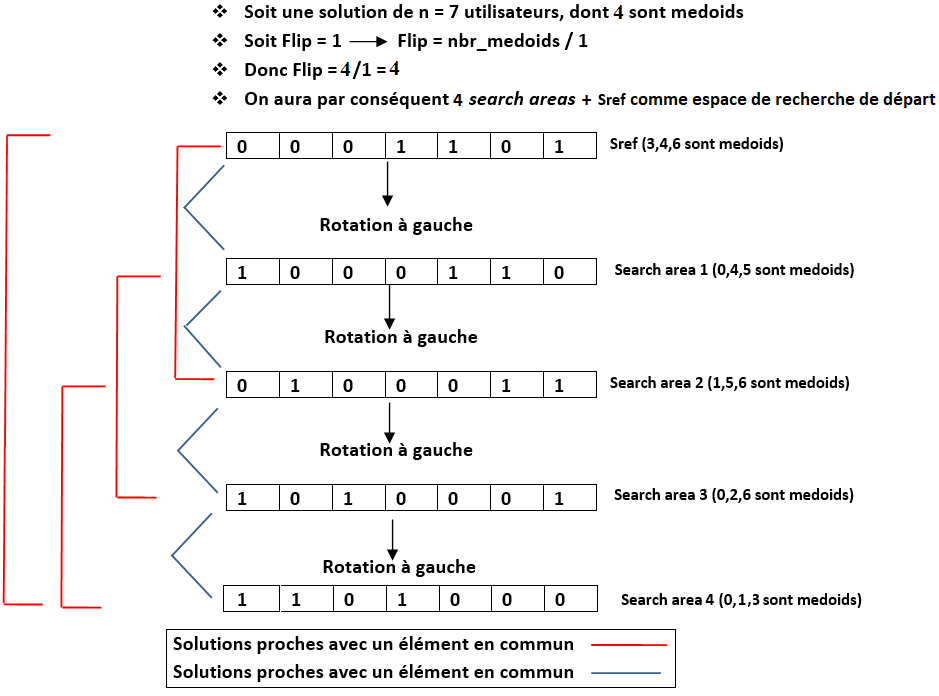 ❖ Soit une solution de n = 7 utilisateurs, dont 4 sont medoids
❖ Soit Flip = 1 → Flip = nbr_medoids / 1
❖ Donc Flip = 4/1 = 4
❖ On aura par conséquent 4 search areas + Sref comme espace de recherche de départ
0 0 0 1 1 0 1 Sref (3,4,6 sont medoids)
Rotation à gauche
1 0 0 0 1 1 0 Search area 1 (0,4,5 sont medoids)
Rotation à gauche
0 1 0 0 0 1 1 Search area 2 (1,5,6 sont medoids)
Rotation à gauche
1 0 1 0 0 0 1 Search area 3 (0,2,6 sont medoids)
Rotation à gauche
1 1 0 1 0 0 0 Search area 4 (0,1,3 sont medoids)
Solutions proches avec un élément en commun
Solutions proches avec un élément en commun